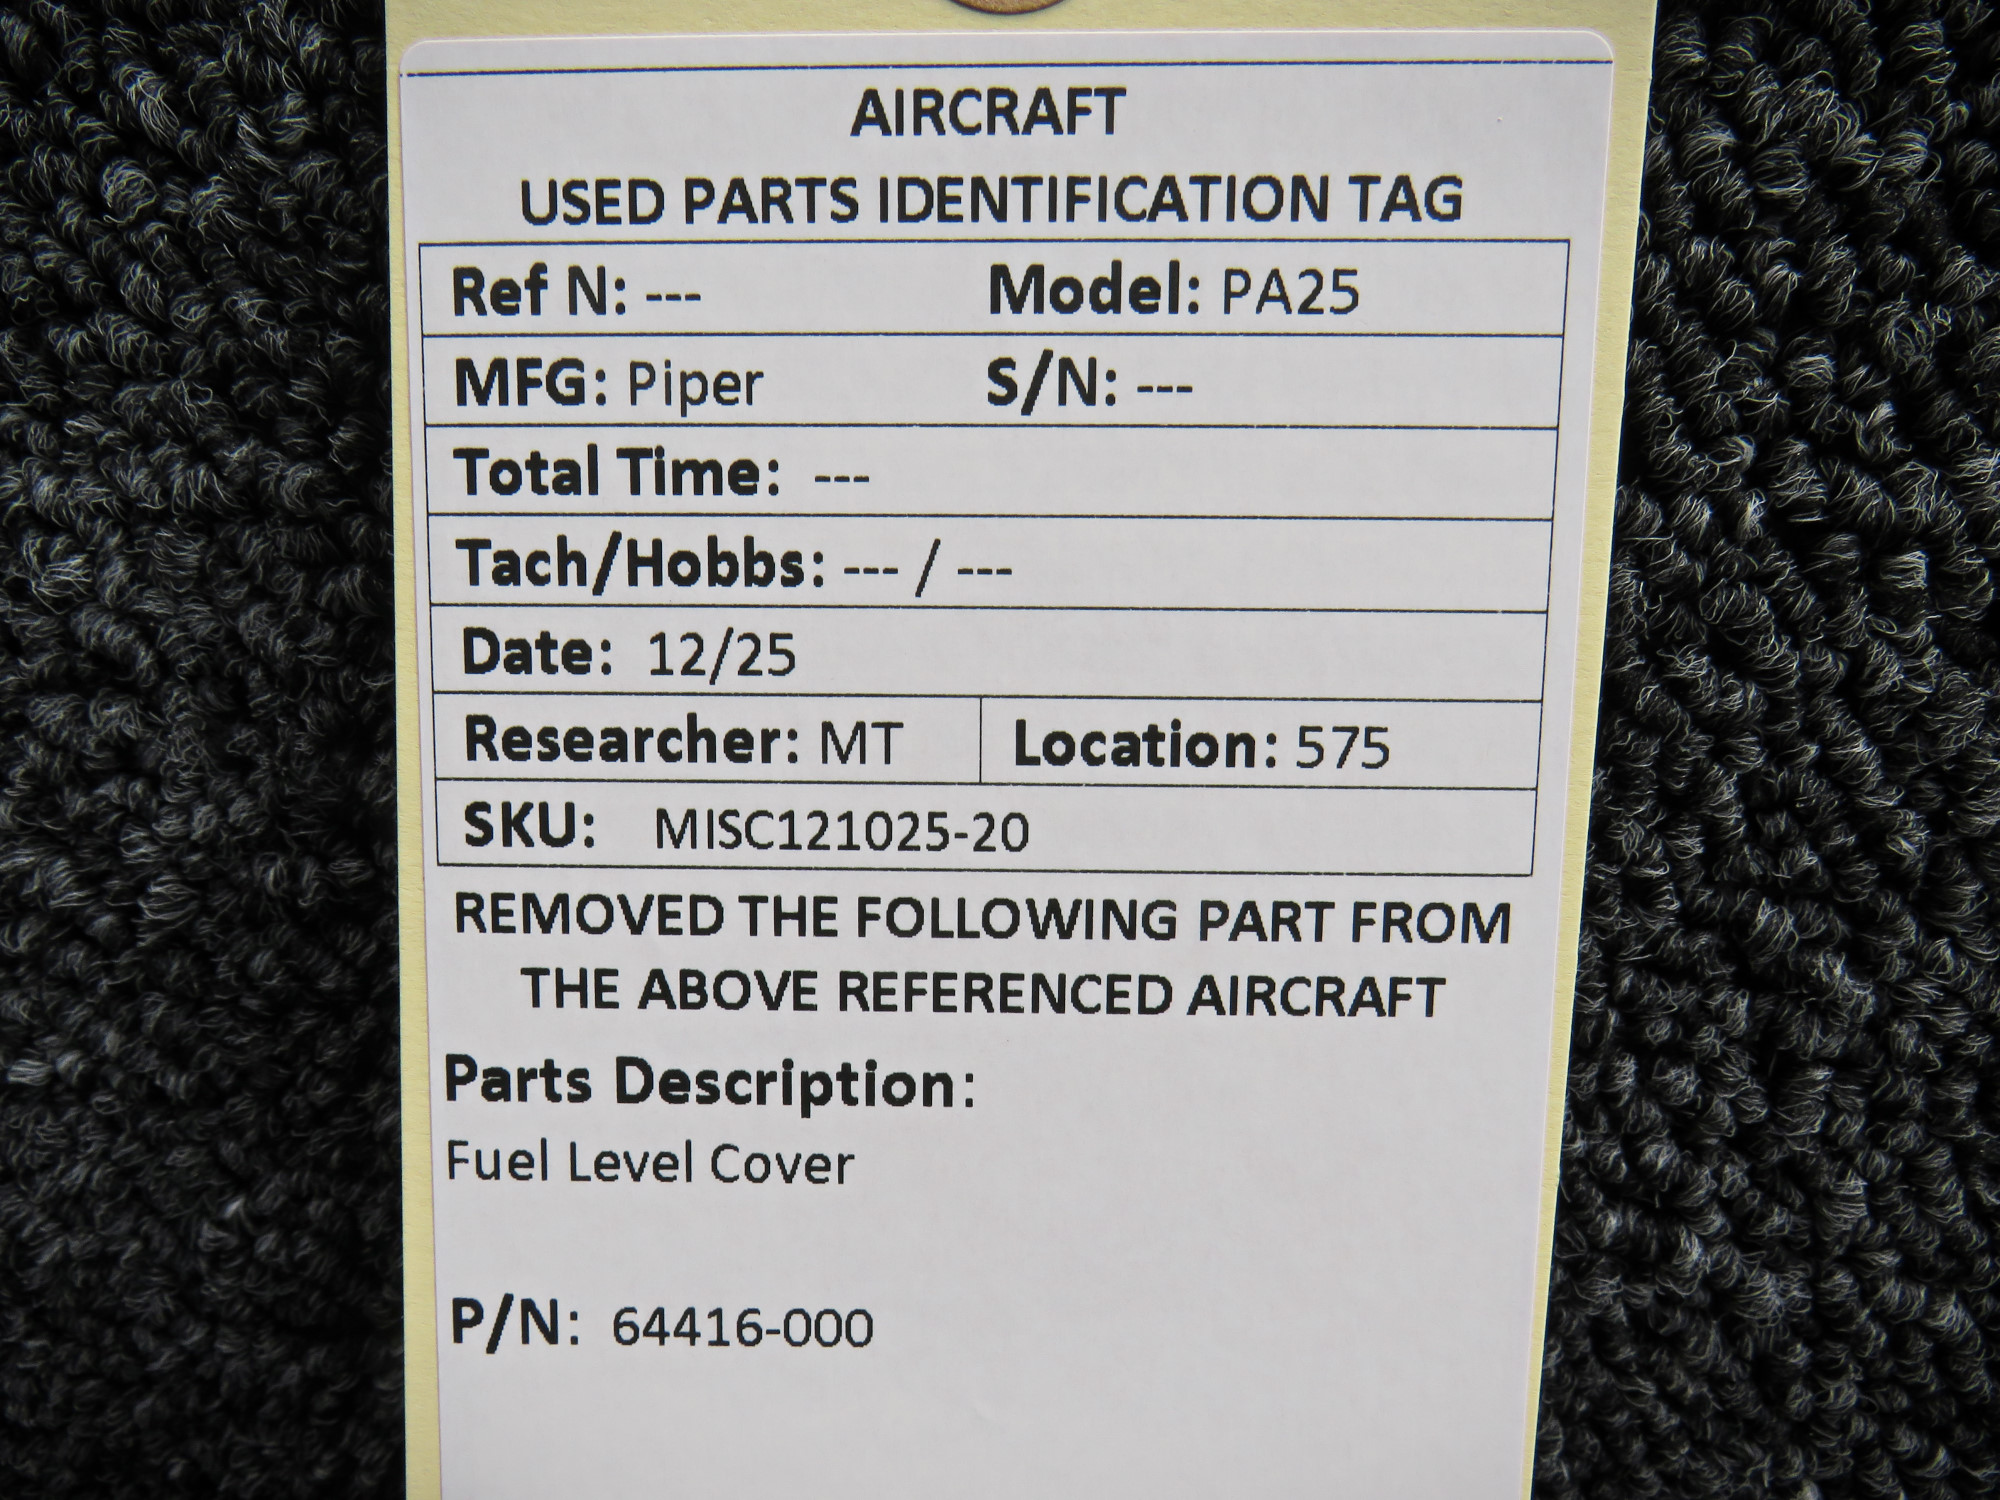 AIRCRAFT
USED PARTS IDENTIFICATION TAG
Ref N: --- Model: PA25
MFG: Piper S/N: ---
Total Time: ---
Tach/Hobbs: --- / ---
Date: 12/25
Researcher: MT Location: 575
SKU: MISC121025-20
REMOVED THE FOLLOWING PART FROM
THE ABOVE REFERENCED AIRCRAFT
Parts Description:
Fuel Level Cover
P/N: 64416-000